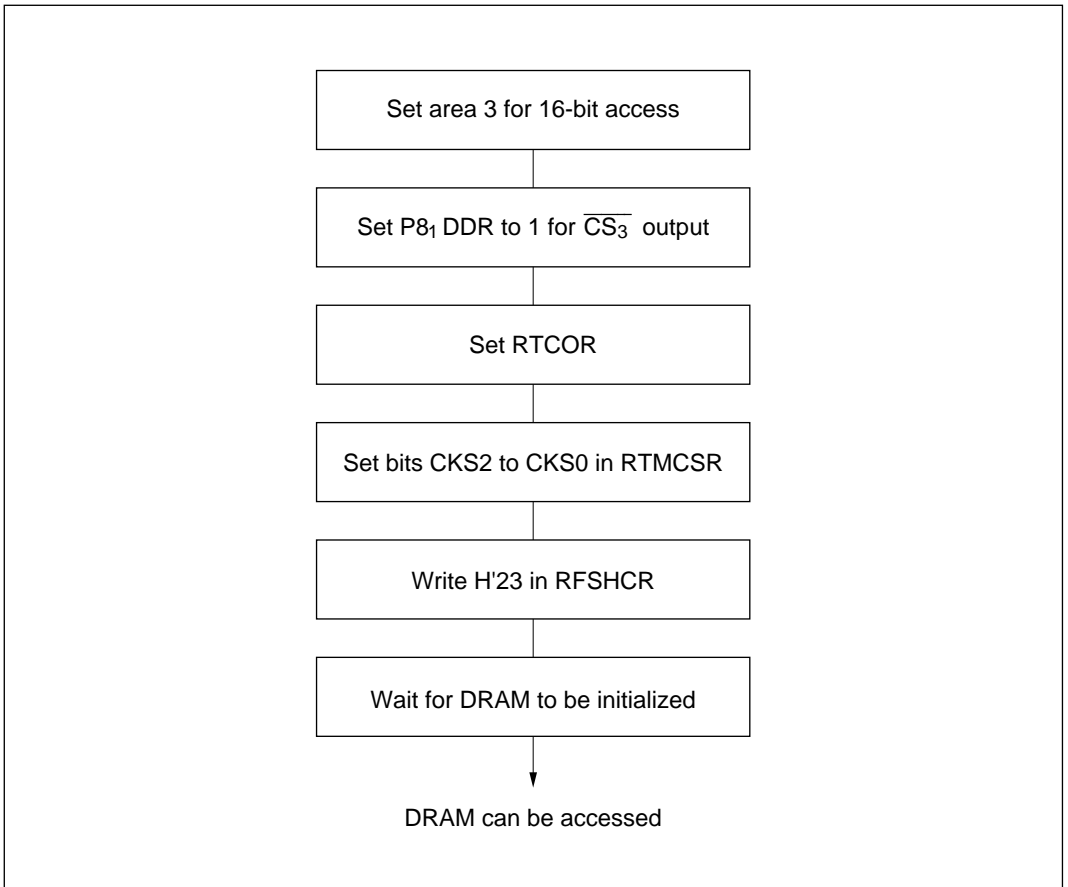 Set area 3 for 16-bit access
Set P8₁ DDR to 1 for C̅S̅₃̅ output
Set RTCOR
Set bits CKS2 to CKS0 in RTMCSR
Write H'23 in RFSHCR
Wait for DRAM to be initialized
DRAM can be accessed